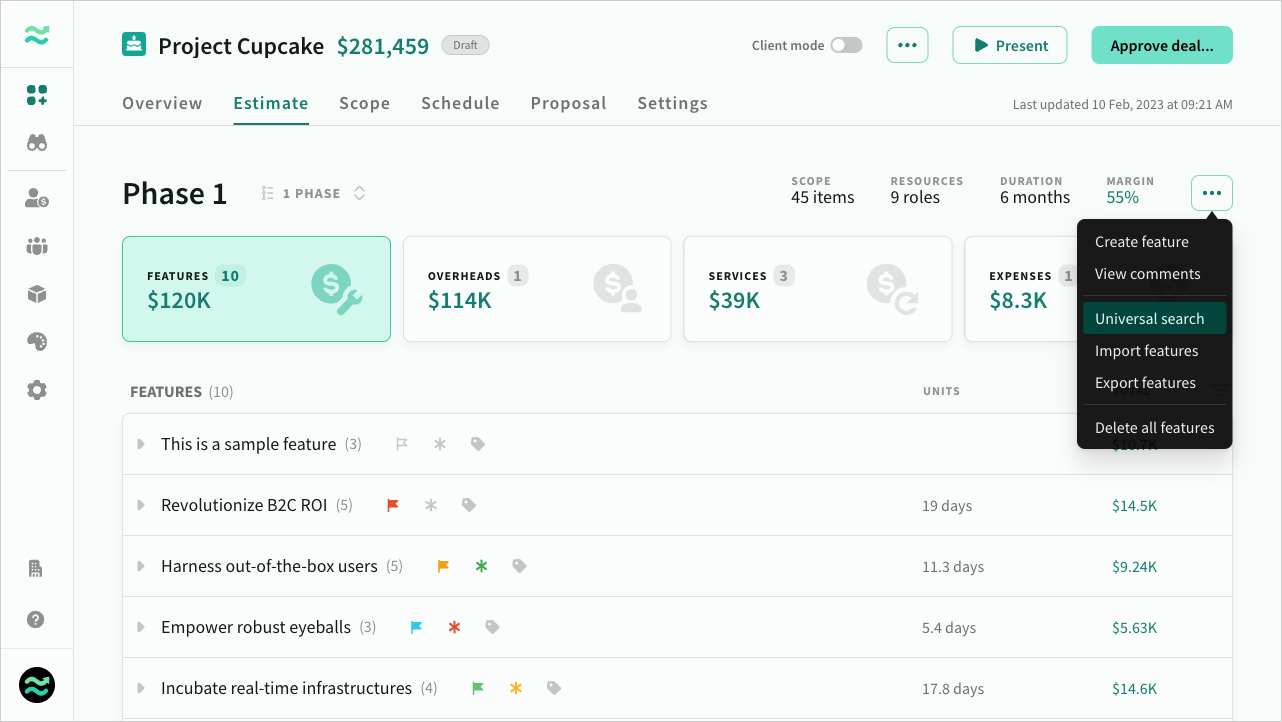 Project Cupcake $281,459 Draft
Client mode
•••
Present
Approve deal...
Overview Estimate Scope Schedule Proposal Settings
Last updated 10 Feb, 2023 at 09:21 AM
Phase 1
1 PHASE
SCOPE
45 items
RESOURCES
9 roles
DURATION
6 months
MARGIN
55%
•••
FEATURES 10
$120K
OVERHEADS 1
$114K
SERVICES 3
$39K
EXPENSES 1
$8.3K
Create feature
View comments
Universal search
Import features
Export features
Delete all features
FEATURES (10)
UNITS
TOTAL
This is a sample feature (3)
$10.7K
Revolutionize B2C ROI (5)
19 days
$14.5K
Harness out-of-the-box users (5)
11.3 days
$9.24K
Empower robust eyeballs (3)
5.4 days
$5.63K
Incubate real-time infrastructures (4)
17.8 days
$14.6K